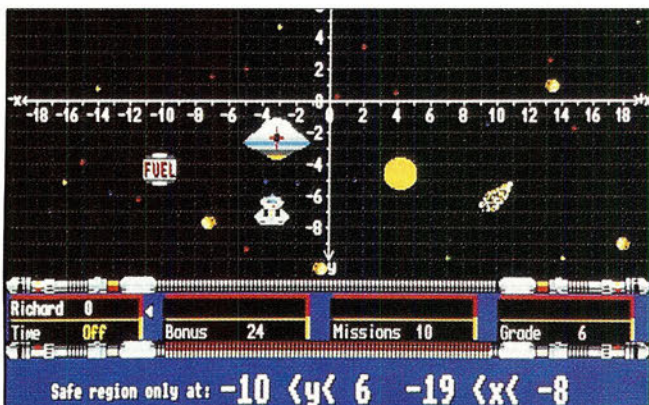 6
4
2
-x -18 -16 -14 -12 -10 -8 -6 -4 -2 0 2 4 6 8 10 12 14 16 18 x
-2
-4
FUEL
-6
-8
y
Richard 0
Time Off
Bonus 24
Missions 10
Grade 6
Safe region only at: -10 <y< 6 -19 <x< -8